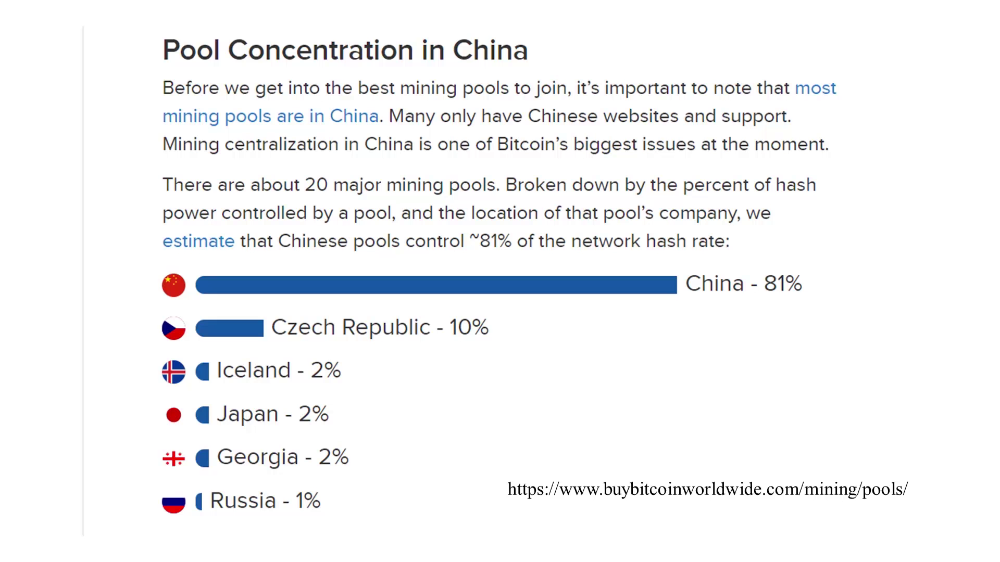 Pool Concentration in China
Before we get into the best mining pools to join, it’s important to note that most
mining pools are in China. Many only have Chinese websites and support.
Mining centralization in China is one of Bitcoin’s biggest issues at the moment.
There are about 20 major mining pools. Broken down by the percent of hash
power controlled by a pool, and the location of that pool’s company, we
estimate that Chinese pools control ~81% of the network hash rate:
China - 81%
Czech Republic - 10%
Iceland - 2%
Japan - 2%
Georgia - 2%
Russia - 1%
https://www.buybitcoinworldwide.com/mining/pools/